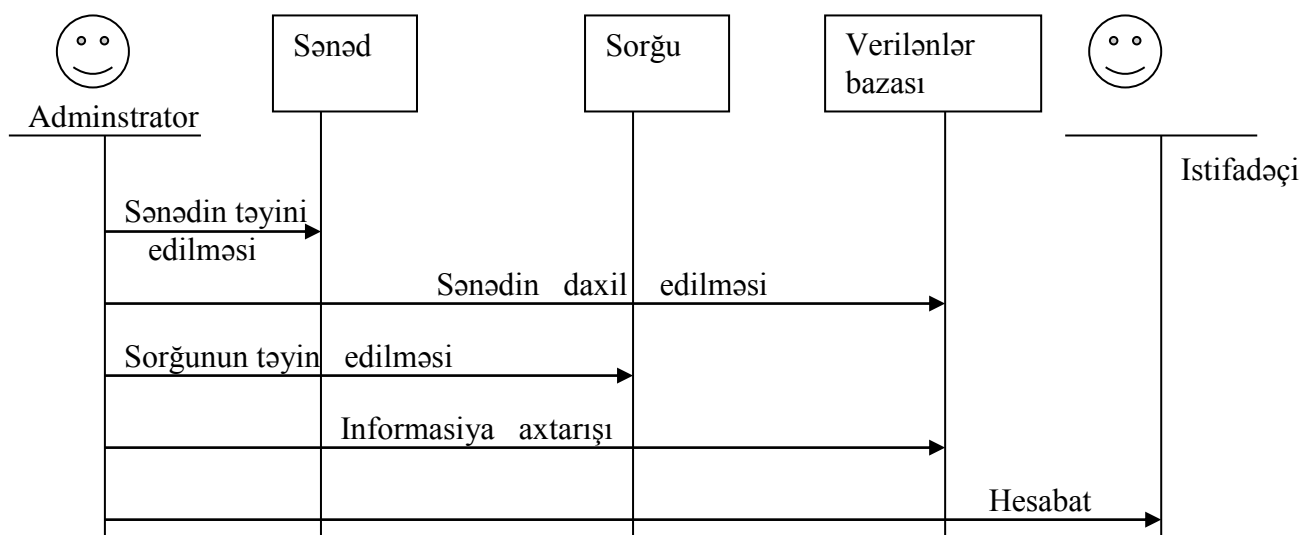 Sənəd
Sorğu
Verilənlər
bazası
Adminstrator
Istifadəçi
Sənədin təyini
edilməsi
Sənədin daxil edilməsi
Sorğunun təyin edilməsi
Informasiya axtarışı
Hesabat